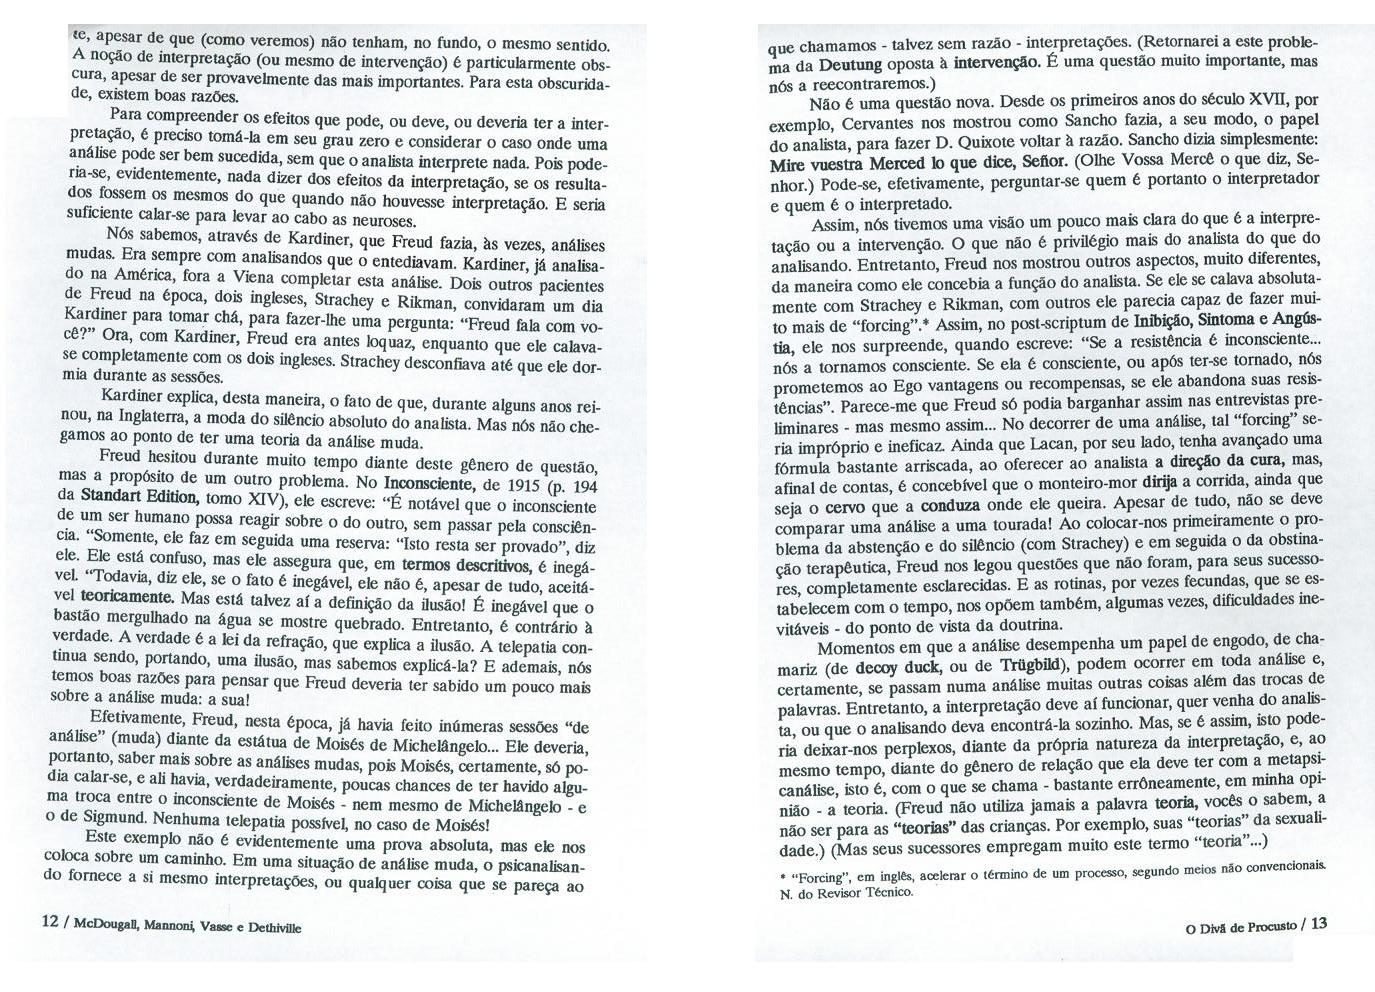 te, apesar de que (como veremos) não tenham, no fundo, o mesmo sentido.
A noção de interpretação (ou mesmo de intervenção) é particularmente obs-
cura, apesar de ser provavelmente das mais importantes. Para esta obscurida-
de, existem boas razões.
Para compreender os efeitos que pode, ou deve, ou deveria ter a inter-
pretação, é preciso tomá-la em seu grau zero e considerar o caso onde uma
análise pode ser bem sucedida, sem que o analista interprete nada. Pois pode-
ria-se, evidentemente, nada dizer dos efeitos da interpretação, se os resulta-
dos fossem os mesmos do que quando não houvesse interpretação. E seria
suficiente calar-se para levar ao cabo as neuroses.
Nós sabemos, através de Kardiner, que Freud fazia, às vezes, análises
mudas. Era sempre com analisandos que o entediavam. Kardiner, já analisa-
do na América, fora a Viena completar esta análise. Dois outros pacientes
de Freud na época, dois ingleses, Strachey e Rikman, convidaram um dia
Kardiner para tomar chá, para fazer-lhe uma pergunta: “Freud fala com vo-
cê?” Ora, com Kardiner, Freud era antes loquaz, enquanto que ele calava-
se completamente com os dois ingleses. Strachey desconfiava até que ele dor-
mia durante as sessões.
Kardiner explica, desta maneira, o fato de que, durante alguns anos rei-
nou, na Inglaterra, a moda do silêncio absoluto do analista. Mas nós não che-
gamos ao ponto de ter uma teoria da análise muda.
Freud hesitou durante muito tempo diante deste gênero de questão,
mas a propósito de um outro problema. No Inconsciente, de 1915 (p. 194
da Standart Edition, tomo XIV), ele escreve: “É notável que o inconsciente
de um ser humano possa reagir sobre o do outro, sem passar pela consciên-
cia. “Somente, ele faz em seguida uma reserva: “Isto resta ser provado”, diz
ele. Ele está confuso, mas ele assegura que, em termos descritivos, é inegá-
vel. “Todavia, diz ele, se o fato é inegável, ele não é, apesar de tudo, aceitá-
vel teoricamente. Mas está talvez aí a definição da ilusão! É inegável que o
bastão mergulhado na água se mostre quebrado. Entretanto, é contrário à
verdade. A verdade é a lei da refração, que explica a ilusão. A telepatia con-
tinua sendo, portando, uma ilusão, mas sabemos explicá-la? E ademais, nós
temos boas razões para pensar que Freud deveria ter sabido um pouco mais
sobre a análise muda: a sua!
Efetivamente, Freud, nesta época, já havia feito inúmeras sessões “de
análise” (muda) diante da estátua de Moisés de Michelângelo... Ele deveria,
portanto, saber mais sobre as análises mudas, pois Moisés, certamente, só po-
dia calar-se, e ali havia, verdadeiramente, poucas chances de ter havido algu-
ma troca entre o inconsciente de Moisés - nem mesmo de Michelângelo - e
o de Sigmund. Nenhuma telepatia possível, no caso de Moisés!
Este exemplo não é evidentemente uma prova absoluta, mas ele nos
coloca sobre um caminho. Em uma situação de análise muda, o psicanalisan-
do fornece a si mesmo interpretações, ou qualquer coisa que se pareça ao
12 / McDougall, Mannoni, Vasse e Dethiville
que chamamos - talvez sem razão - interpretações. (Retornarei a este proble-
ma da Deutung oposta à intervenção. É uma questão muito importante, mas
nós a reecontraremos.)
Não é uma questão nova. Desde os primeiros anos do século XVII, por
exemplo, Cervantes nos mostrou como Sancho fazia, a seu modo, o papel
do analista, para fazer D. Quixote voltar à razão. Sancho dizia simplesmente:
Mire vuestra Merced lo que dice, Señor. (Olhe Vossa Mercê o que diz, Se-
nhor.) Pode-se, efetivamente, perguntar-se quem é portanto o interpretador
e quem é o interpretado.
Assim, nós tivemos uma visão um pouco mais clara do que é a interpre-
tação ou a intervenção. O que não é privilégio mais do analista do que do
analisando. Entretanto, Freud nos mostrou outros aspectos, muito diferentes,
da maneira como ele concebia a função do analista. Se ele se calava absoluta-
mente com Strachey e Rikman, com outros ele parecia capaz de fazer mui-
to mais de “forcing”.* Assim, no post-scriptum de Inibição, Sintoma e Angús-
tia, ele nos surpreende, quando escreve: “Se a resistência é inconsciente...
nós a tornamos consciente. Se ela é consciente, ou após ter-se tornado, nós
prometemos ao Ego vantagens ou recompensas, se ele abandona suas resis-
tências”. Parece-me que Freud só podia barganhar assim nas entrevistas pre-
liminares - mas mesmo assim... No decorrer de uma análise, tal “forcing” se-
ria impróprio e ineficaz. Ainda que Lacan, por seu lado, tenha avançado uma
fórmula bastante arriscada, ao oferecer ao analista a direção da cura, mas,
afinal de contas, é concebível que o monteiro-mor dirija a corrida, ainda que
seja o cervo que a conduza onde ele queira. Apesar de tudo, não se deve
comparar uma análise a uma tourada! Ao colocar-nos primeiramente o pro-
blema da abstenção e do silêncio (com Strachey) e em seguida o da obstina-
ção terapêutica, Freud nos legou questões que não foram, para seus sucesso-
res, completamente esclarecidas. E as rotinas, por vezes fecundas, que se es-
tabelecem com o tempo, nos opõem também, algumas vezes, dificuldades ine-
vitáveis - do ponto de vista da doutrina.
Momentos em que a análise desempenha um papel de engodo, de cha-
mariz (de decoy duck, ou de Trügbild), podem ocorrer em toda análise e,
certamente, se passam numa análise muitas outras coisas além das trocas de
palavras. Entretanto, a interpretação deve aí funcionar, quer venha do analis-
ta, ou que o analisando deva encontrá-la sozinho. Mas, se é assim, isto pode-
ria deixar-nos perplexos, diante da própria natureza da interpretação, e, ao
mesmo tempo, diante do gênero de relação que ela deve ter com a metapsi-
canálise, isto é, com o que se chama - bastante errôneamente, em minha opi-
nião - a teoria. (Freud não utiliza jamais a palavra teoria, vocês o sabem, a
não ser para as “teorias” das crianças. Por exemplo, suas “teorias” da sexuali-
dade.) (Mas seus sucessores empregam muito este termo “teoria”...)
* “Forcing”, em inglês, acelerar o término de um processo, segundo meios não convencionais.
N. do Revisor Técnico.
O Divã de Procusto / 13